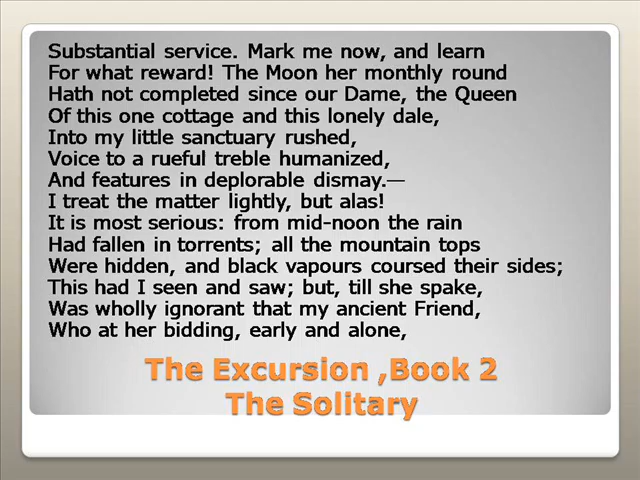 Substantial service. Mark me now, and learn
For what reward! The Moon her monthly round
Hath not completed since our Dame, the Queen
Of this one cottage and this lonely dale,
Into my little sanctuary rushed,
Voice to a rueful treble humanized,
And features in deplorable dismay.—
I treat the matter lightly, but alas!
It is most serious: from mid-noon the rain
Had fallen in torrents; all the mountain tops
Were hidden, and black vapours coursed their sides;
This had I seen and saw; but, till she spake,
Was wholly ignorant that my ancient Friend,
Who at her bidding, early and alone,
The Excursion ,Book 2
The Solitary